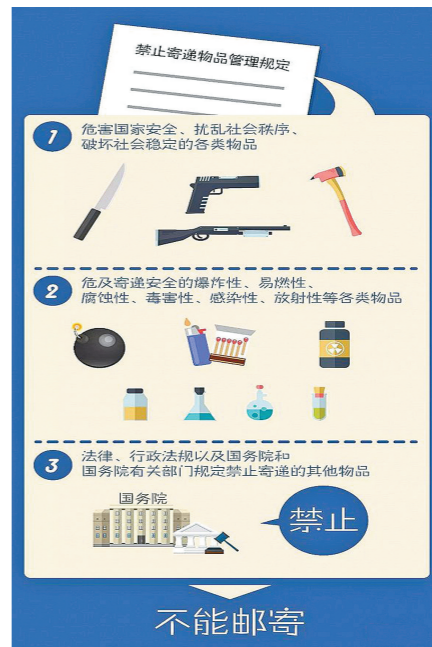 禁止寄递物品管理规定
1
危害国家安全、扰乱社会秩序、
破坏社会稳定的各类物品
2
危及寄递安全的爆炸性、易燃性、
腐蚀性、毒害性、感染性、放射性等各类物品
3
法律、行政法规以及国务院和
国务院有关部门规定禁止寄递的其他物品
国务院
禁止
不能邮寄